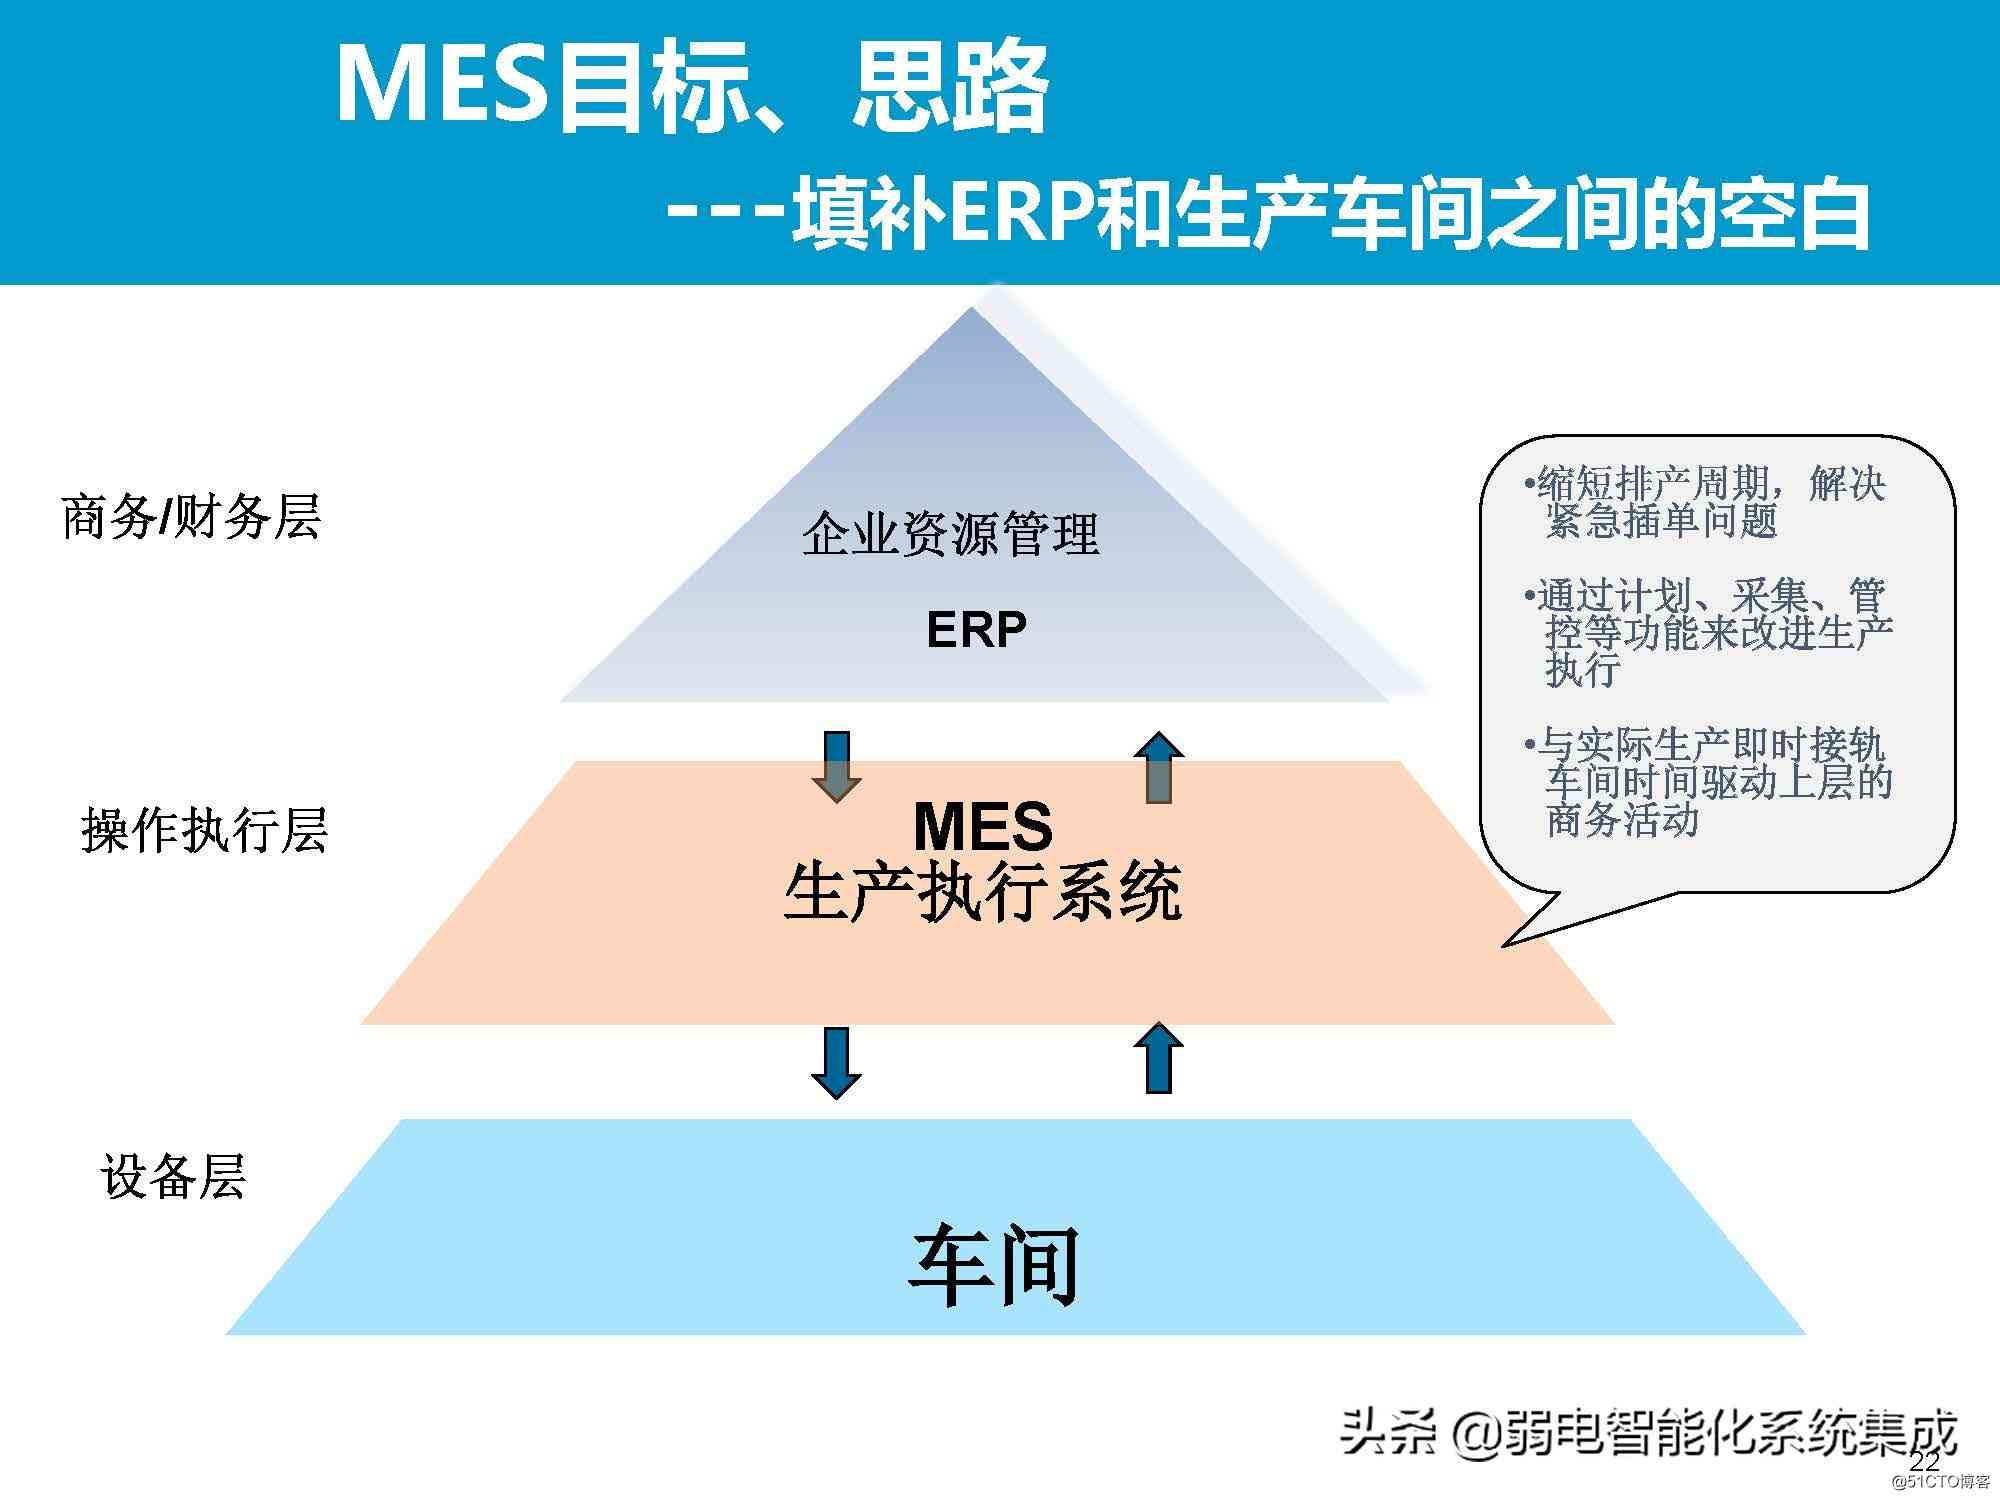 MES目标、思路
---填补ERP和生产车间之间的空白
商务/财务层
企业资源管理
ERP
•缩短排产周期，解决
紧急插单问题
•通过计划、采集、管
控等功能来改进生产
执行
•与实际生产即时接轨
车间时间驱动上层的
商务活动
操作执行层
MES
生产执行系统
设备层
车间
头条 @弱电智能化系统集成
22
@51CTO博客